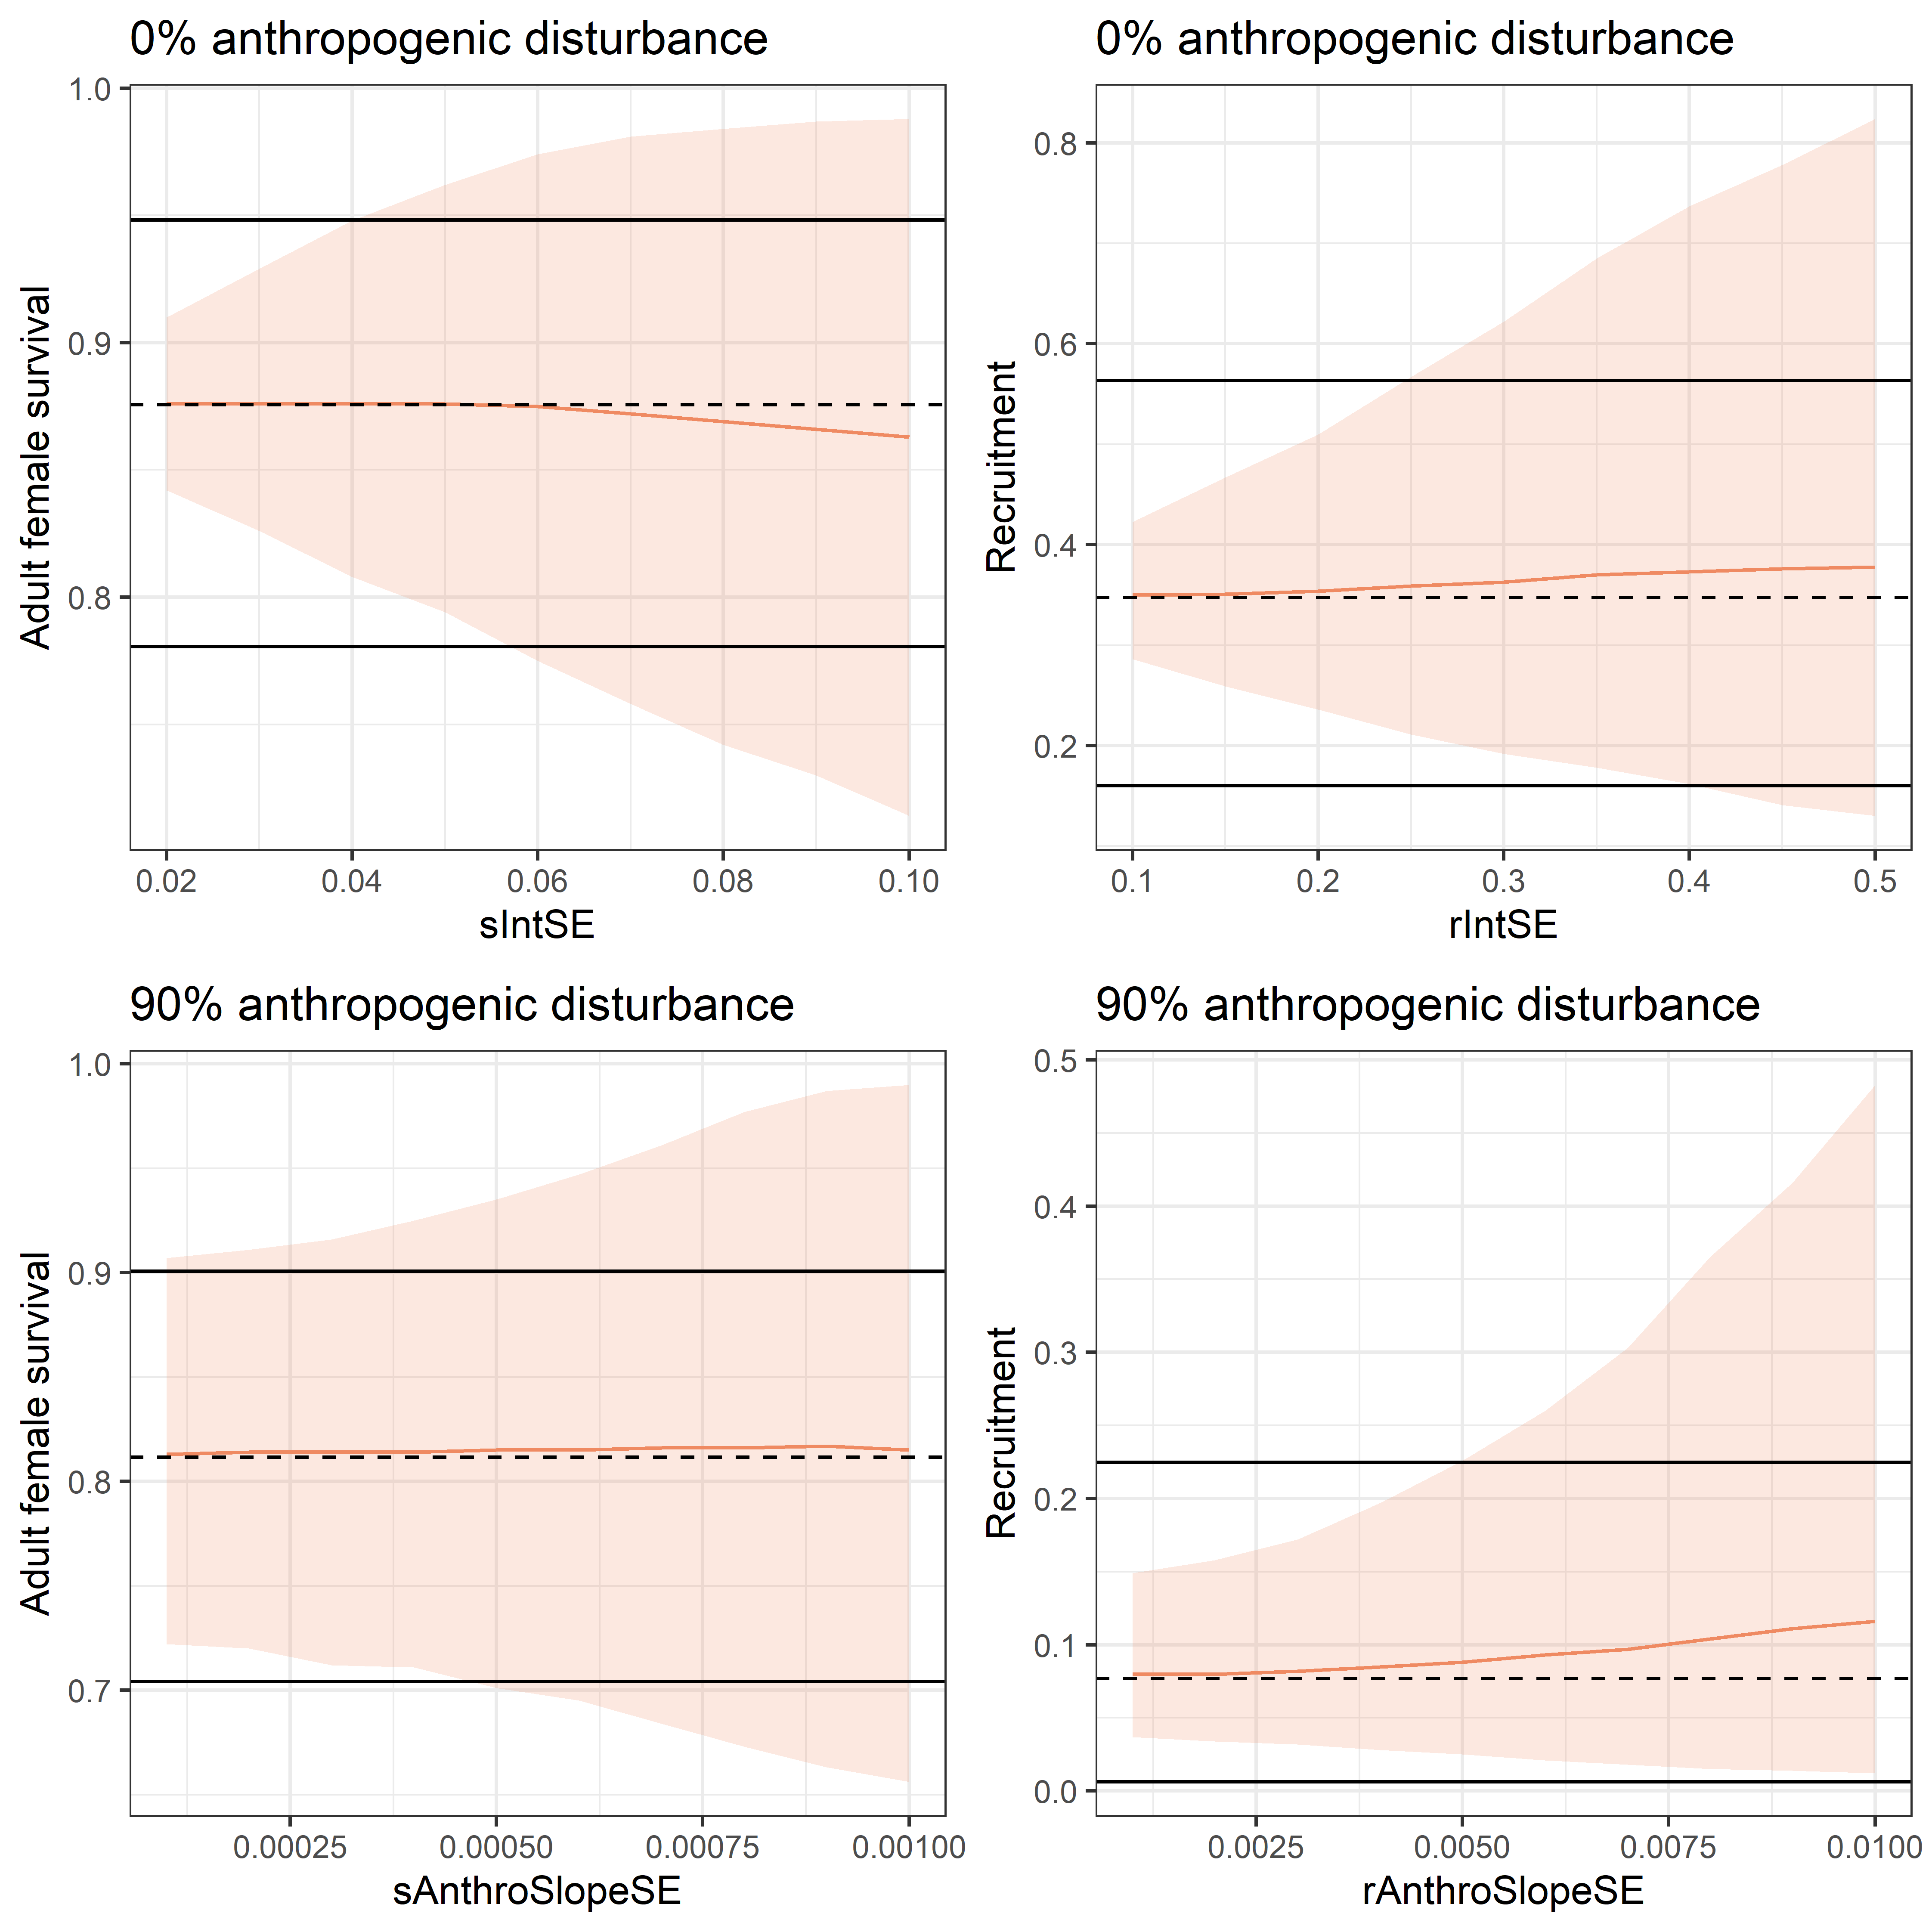 0% anthropogenic disturbance
1.0
0.9
0.8
Adult female survival
0.02 0.04 0.06 0.08 0.10
sIntSE
0% anthropogenic disturbance
0.8
0.6
0.4
0.2
Recruitment
0.1 0.2 0.3 0.4 0.5
rIntSE
90% anthropogenic disturbance
1.0
0.9
0.8
0.7
Adult female survival
0.00025 0.00050 0.00075 0.00100
sAnthroSlopeSE
90% anthropogenic disturbance
0.5
0.4
0.3
0.2
0.1
0.0
Recruitment
0.0025 0.0050 0.0075 0.0100
rAnthroSlopeSE